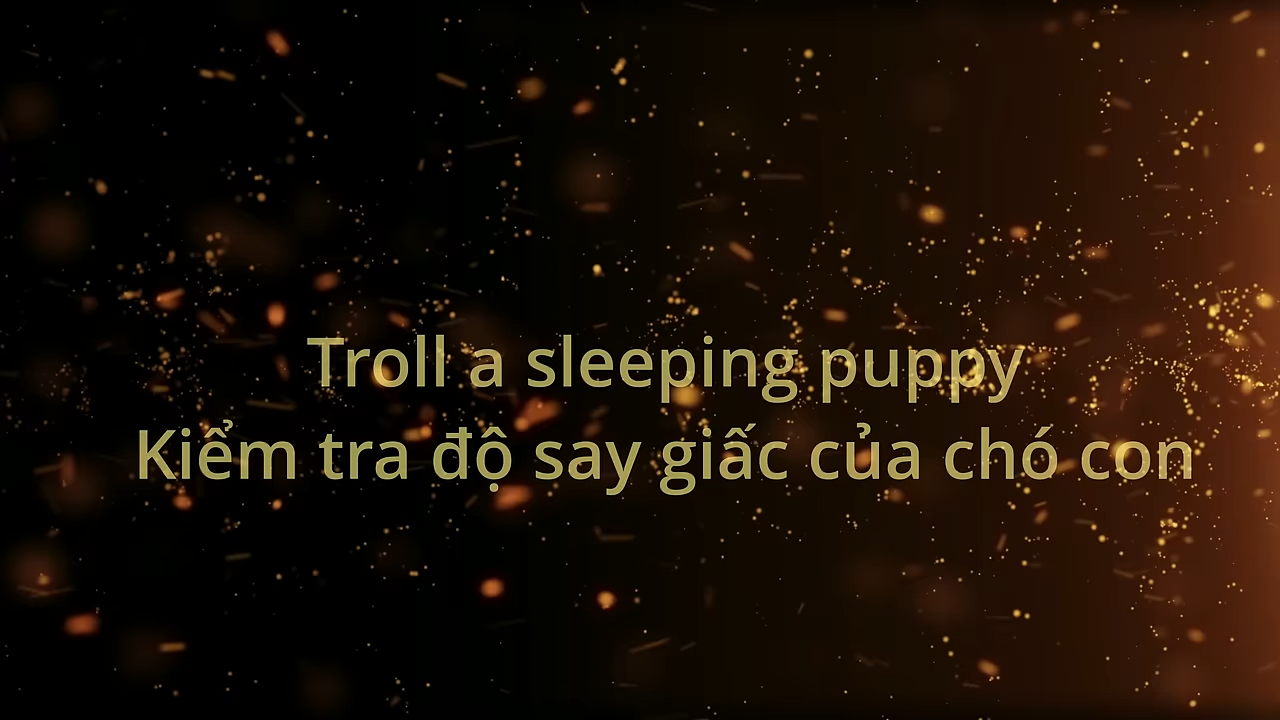 Troll a sleeping puppy
Kiểm tra độ say giấc của chó con